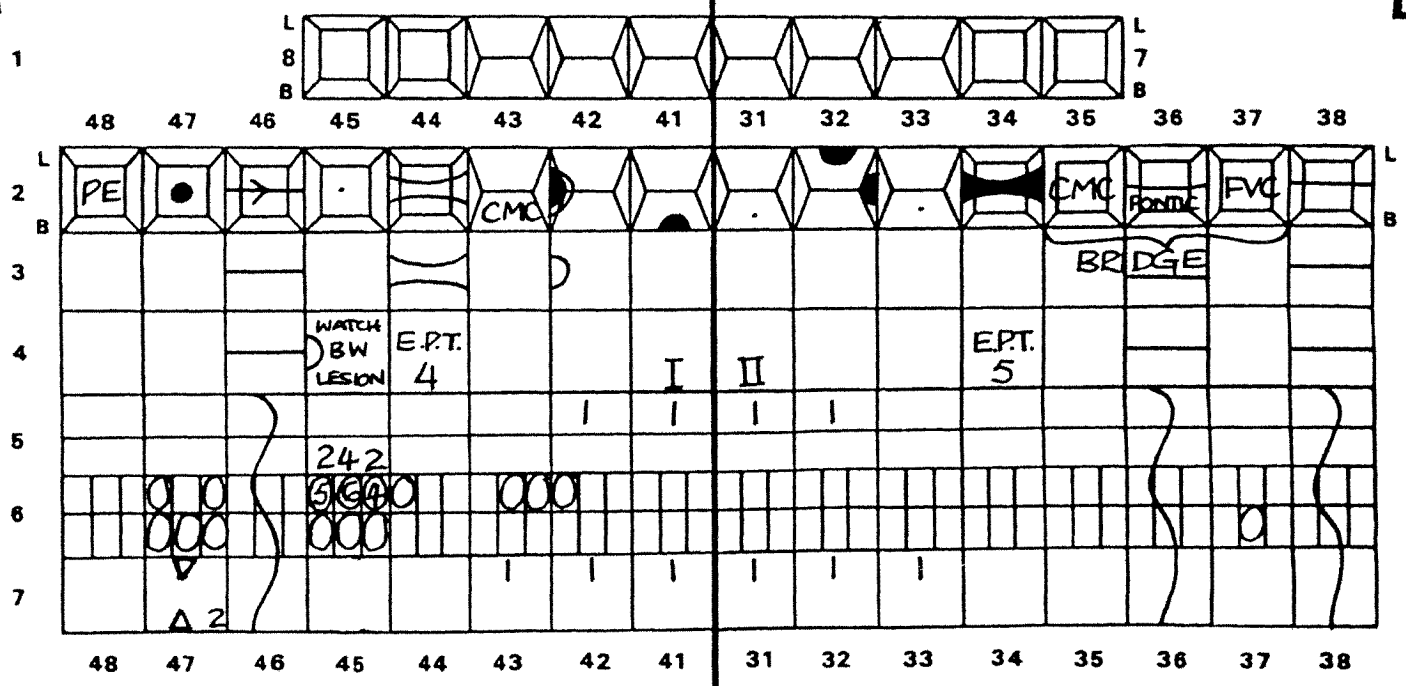 L L
1 8 7
B B
48 47 46 45 44 43 42 41 31 32 33 34 35 36 37 38
L L
2 PE CMC CMC PONTIC FVC
B B
3 BRIDGE
WATCH
4 BW E.P.T. E.P.T.
LESION 4 I II 5
5
2 4 2
5 6 4
6
7
2
48 47 46 45 44 43 42 41 31 32 33 34 35 36 37 38